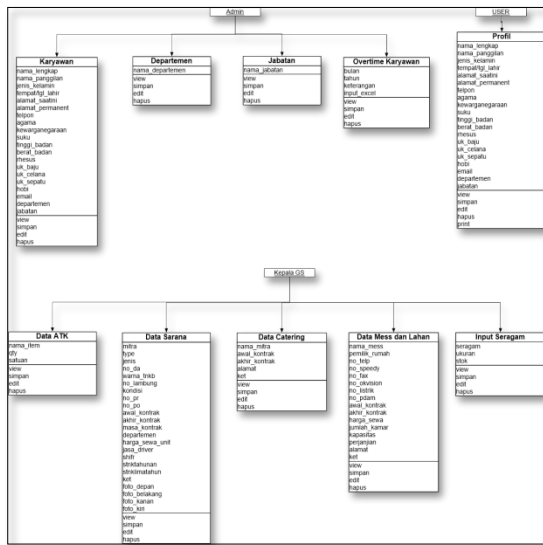 Admin
USER
Karyawan
nama_lengkap
nama_panggilan
jenis_kelamin
tempat/tgl_lahir
alamat_saatini
alamat_permanent
telpon
agama
kewarganegaraan
suku
tinggi_badan
berat_badan
rhesus
uk_baju
uk_celana
uk_sepatu
hobi
email
departemen
jabatan
view
simpan
edit
hapus
Departemen
nama_departemen
view
simpan
edit
hapus
Jabatan
nama_jabatan
view
simpan
edit
hapus
Overtime Karyawan
bulan
tahun
keterangan
input_excel
view
simpan
edit
hapus
Profil
nama_lengkap
nama_panggilan
jenis_kelamin
tempat/tgl_lahir
alamat_saatini
alamat_permanent
telpon
agama
kewarganegaraan
suku
tinggi_badan
berat_badan
rhesus
uk_baju
uk_celana
uk_sepatu
hobi
email
departemen
jabatan
view
simpan
edit
hapus
print
Kepala GS
Data ATK
nama_item
qty
satuan
view
simpan
edit
hapus
Data Sarana
mitra
type
jenis
no_da
warna_tnkb
no_lambung
kondisi
no_pr
no_po
awal_kontrak
akhir_kontrak
masa_kontrak
departemen
harga_sewa_unit
jasa_driver
shifr
stnktahunan
stnklimatahun
ket
foto_depan
foto_belakang
foto_kanan
foto_kiri
view
simpan
edit
hapus
Data Catering
nama_mitra
awal_kontrak
akhir_kontrak
alamat
ket
view
simpan
edit
hapus
Data Mess dan Lahan
nama_mess
pemilik_rumah
no_telp
no_speedy
no_fax
no_okvision
no_listrik
no_pdam
awal_kontrak
akhir_kontrak
harga_sewa
jumlah_kamar
kapasitas
perjanjian
alamat
ket
view
simpan
edit
hapus
Input Seragam
seragam
ukuran
stok
view
simpan
edit
hapus